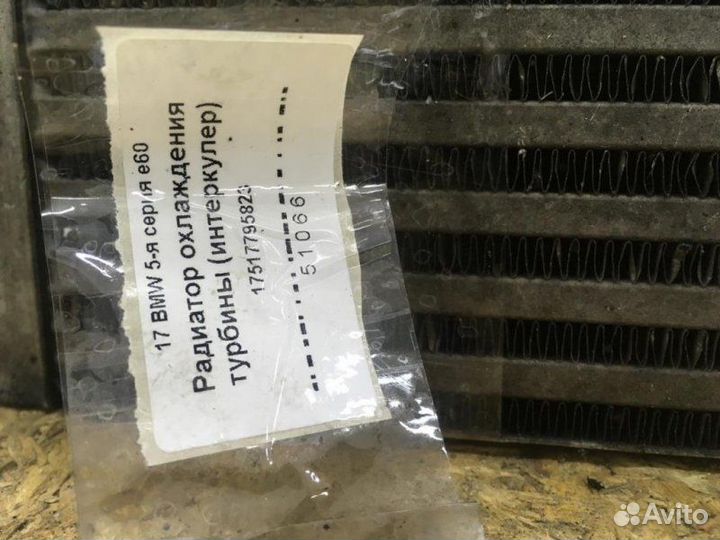 17 BMW 5-я серия е60
Радиатор охлаждения
турбины (интеркулер)
17517795823
51066
Avito